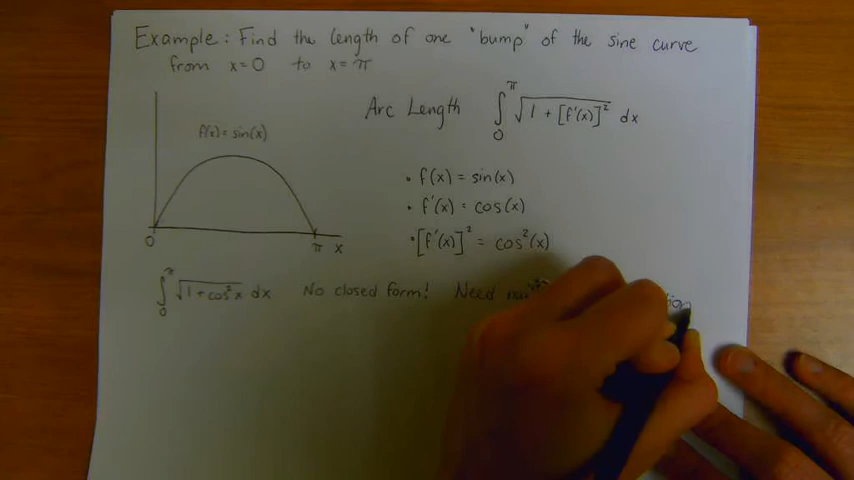 Example: Find the length of one "bump" of the sine curve
from x=0 to x=π
Arc Length ∫₀^π √(1 + [f'(x)]²) dx
f(x) = sin(x)
• f(x) = sin(x)
• f'(x) = cos(x)
• [f'(x)]² = cos²(x)
0 π x
∫₀^π √(1 + cos²x) dx No closed form! Need